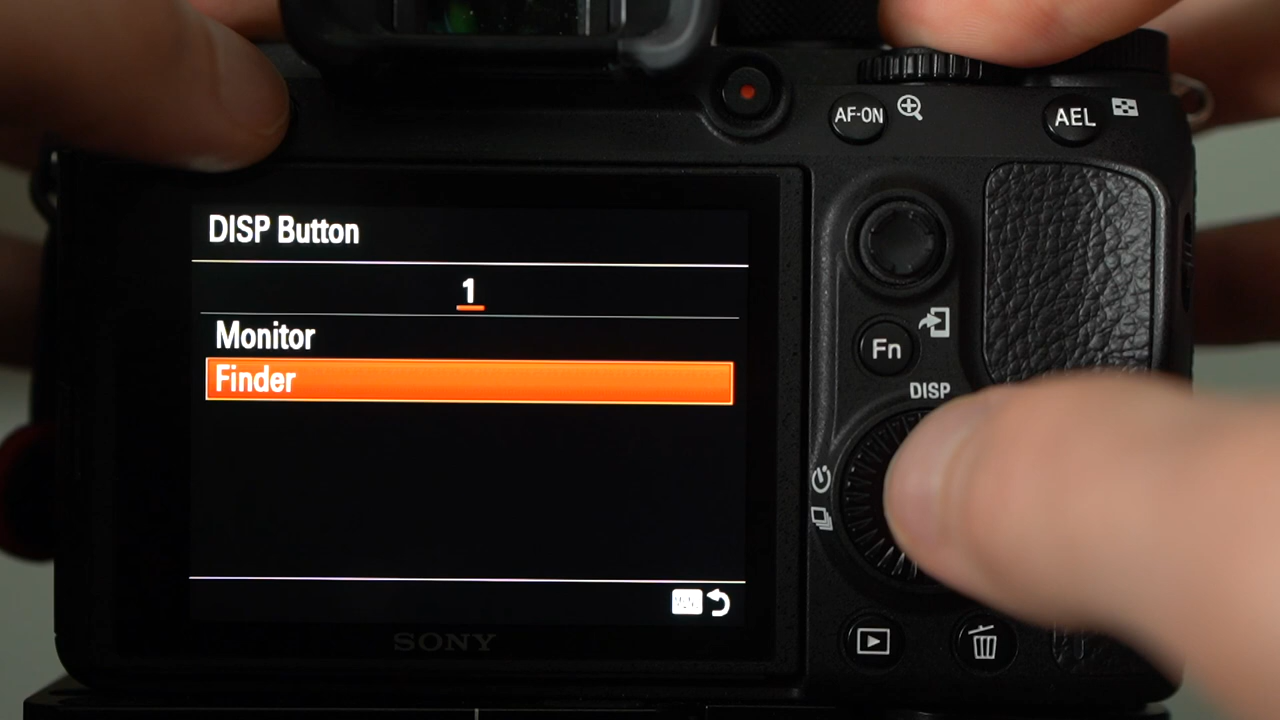 AF-ON
AEL
DISP Button
1
Monitor
Fn
Finder
DISP
SONY